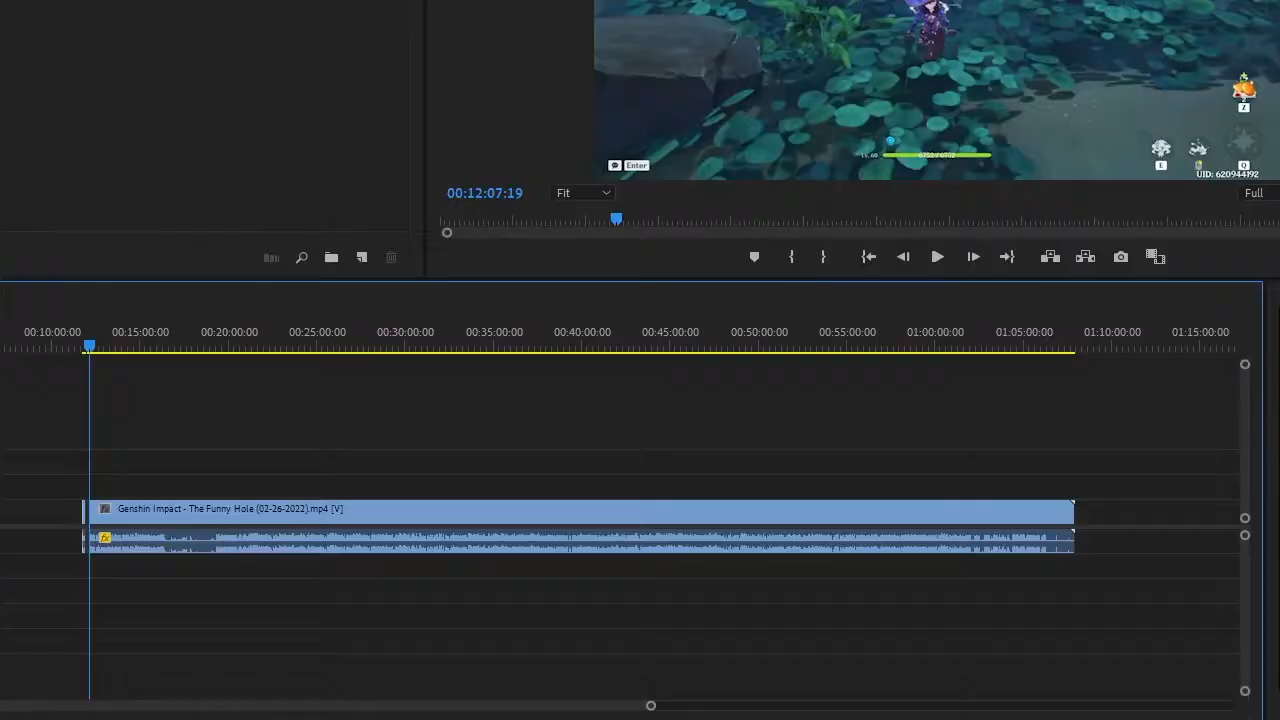 Z
Enter
6752 / 6752
E
Q
UID: 620944192
00:12:07:19
Fit
Full
00:10:00:00 00:15:00:00 00:20:00:00 00:25:00:00 00:30:00:00 00:35:00:00 00:40:00:00 00:45:00:00 00:50:00:00 00:55:00:00 01:00:00:00 01:05:00:00 01:10:00:00 01:15:00:00
Genshin Impact - The Funny Hole (02-26-2022).mp4 [V]
fx